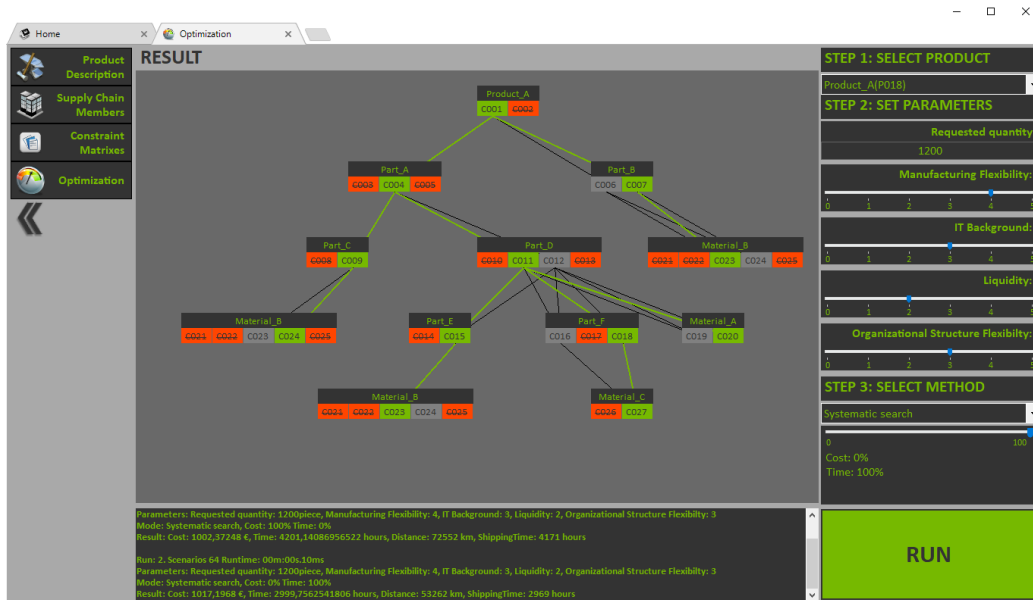 Home
Optimization
Product
Description
Supply Chain
Members
Constraint
Matrixes
Optimization
RESULT
Product_A
C001 C002
Part_A
C003 C004 C005
Part_B
C006 C007
Part_C
C008 C009
Part_D
C010 C011 C012 C013
Material_B
C021 C022 C023 C024 C025
Material_B
C021 C022 C023 C024 C025
Part_E
C014 C015
Part_F
C016 C017 C018
Material_A
C019 C020
Material_B
C021 C022 C023 C024 C025
Material_C
C026 C027
Parameters: Requested quantity: 1200piece, Manufacturing Flexibility: 4, IT Background: 3, Liquidity: 2, Organizational Structure Flexibilty: 3
Mode: Systematic search, Cost: 100% Time: 0%
Result: Cost: 1002,37248 €, Time: 4201,14086956522 hours, Distance: 72552 km, ShippingTime: 4171 hours
Run: 2. Scenarios 64 Runtime: 00m:00s.10ms
Parameters: Requested quantity: 1200piece, Manufacturing Flexibility: 4, IT Background: 3, Liquidity: 2, Organizational Structure Flexibilty: 3
Mode: Systematic search, Cost: 0% Time: 100%
Result: Cost: 1017,1968 €, Time: 2999,7562541806 hours, Distance: 53262 km, ShippingTime: 2969 hours
STEP 1: SELECT PRODUCT
Product_A(P018)
STEP 2: SET PARAMETERS
Requested quantity
1200
Manufacturing Flexibility:
0 1 2 3 4 5
IT Background:
0 1 2 3 4 5
Liquidity:
0 1 2 3 4 5
Organizational Structure Flexibilty:
0 1 2 3 4 5
STEP 3: SELECT METHOD
Systematic search
0 100
Cost: 0%
Time: 100%
RUN